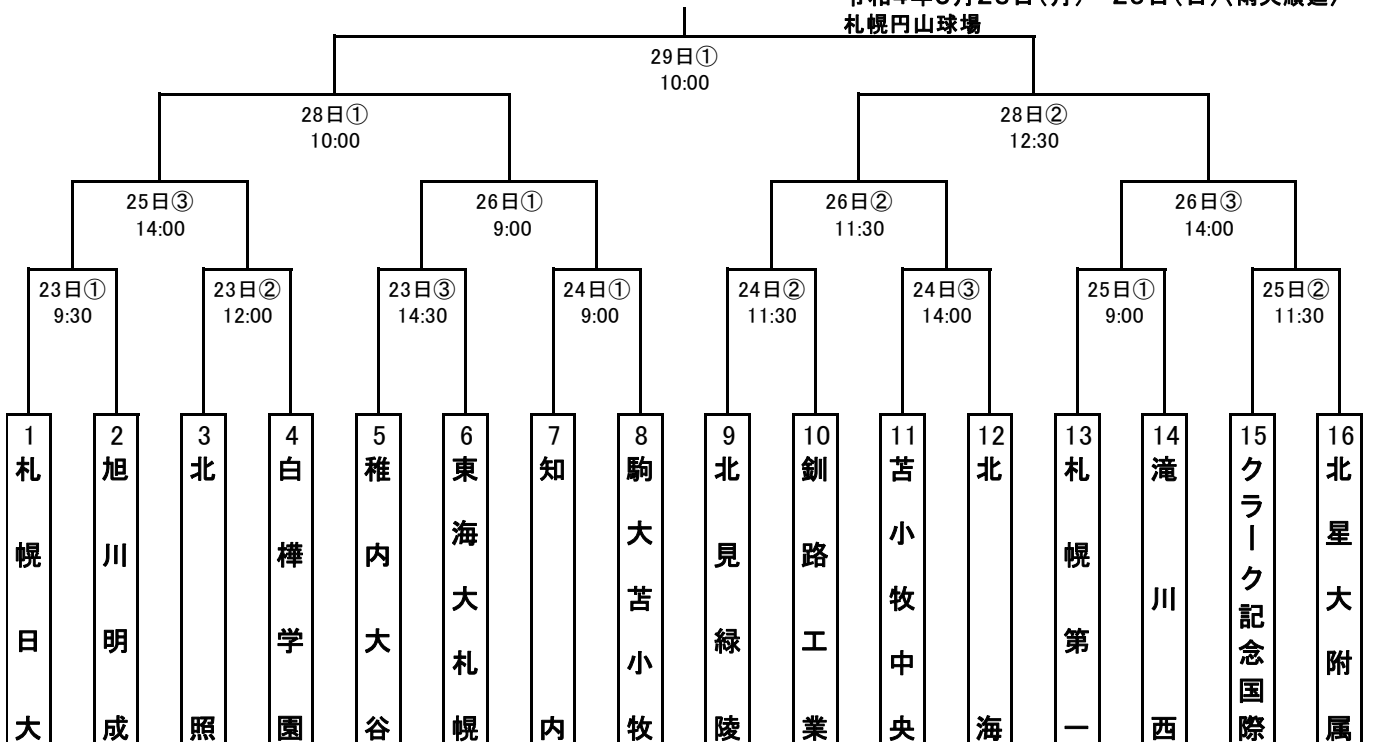 札幌円山球場
29日①
10:00
28日①
10:00
28日②
12:30
25日③
14:00
26日①
9:00
26日②
11:30
26日③
14:00
23日①
9:30
23日②
12:00
23日③
14:30
24日①
9:00
24日②
11:30
24日③
14:00
25日①
9:00
25日②
11:30
1
札幌日大
2
旭川明成
3
北照
4
白樺学園
5
稚内大谷
6
東海大札幌
7
知内
8
駒大苫小牧
9
北見緑陵
10
釧路工業
11
苫小牧中央
12
北海
13
札幌第一
14
滝川西
15
クラーク記念国際
16
北星大附属